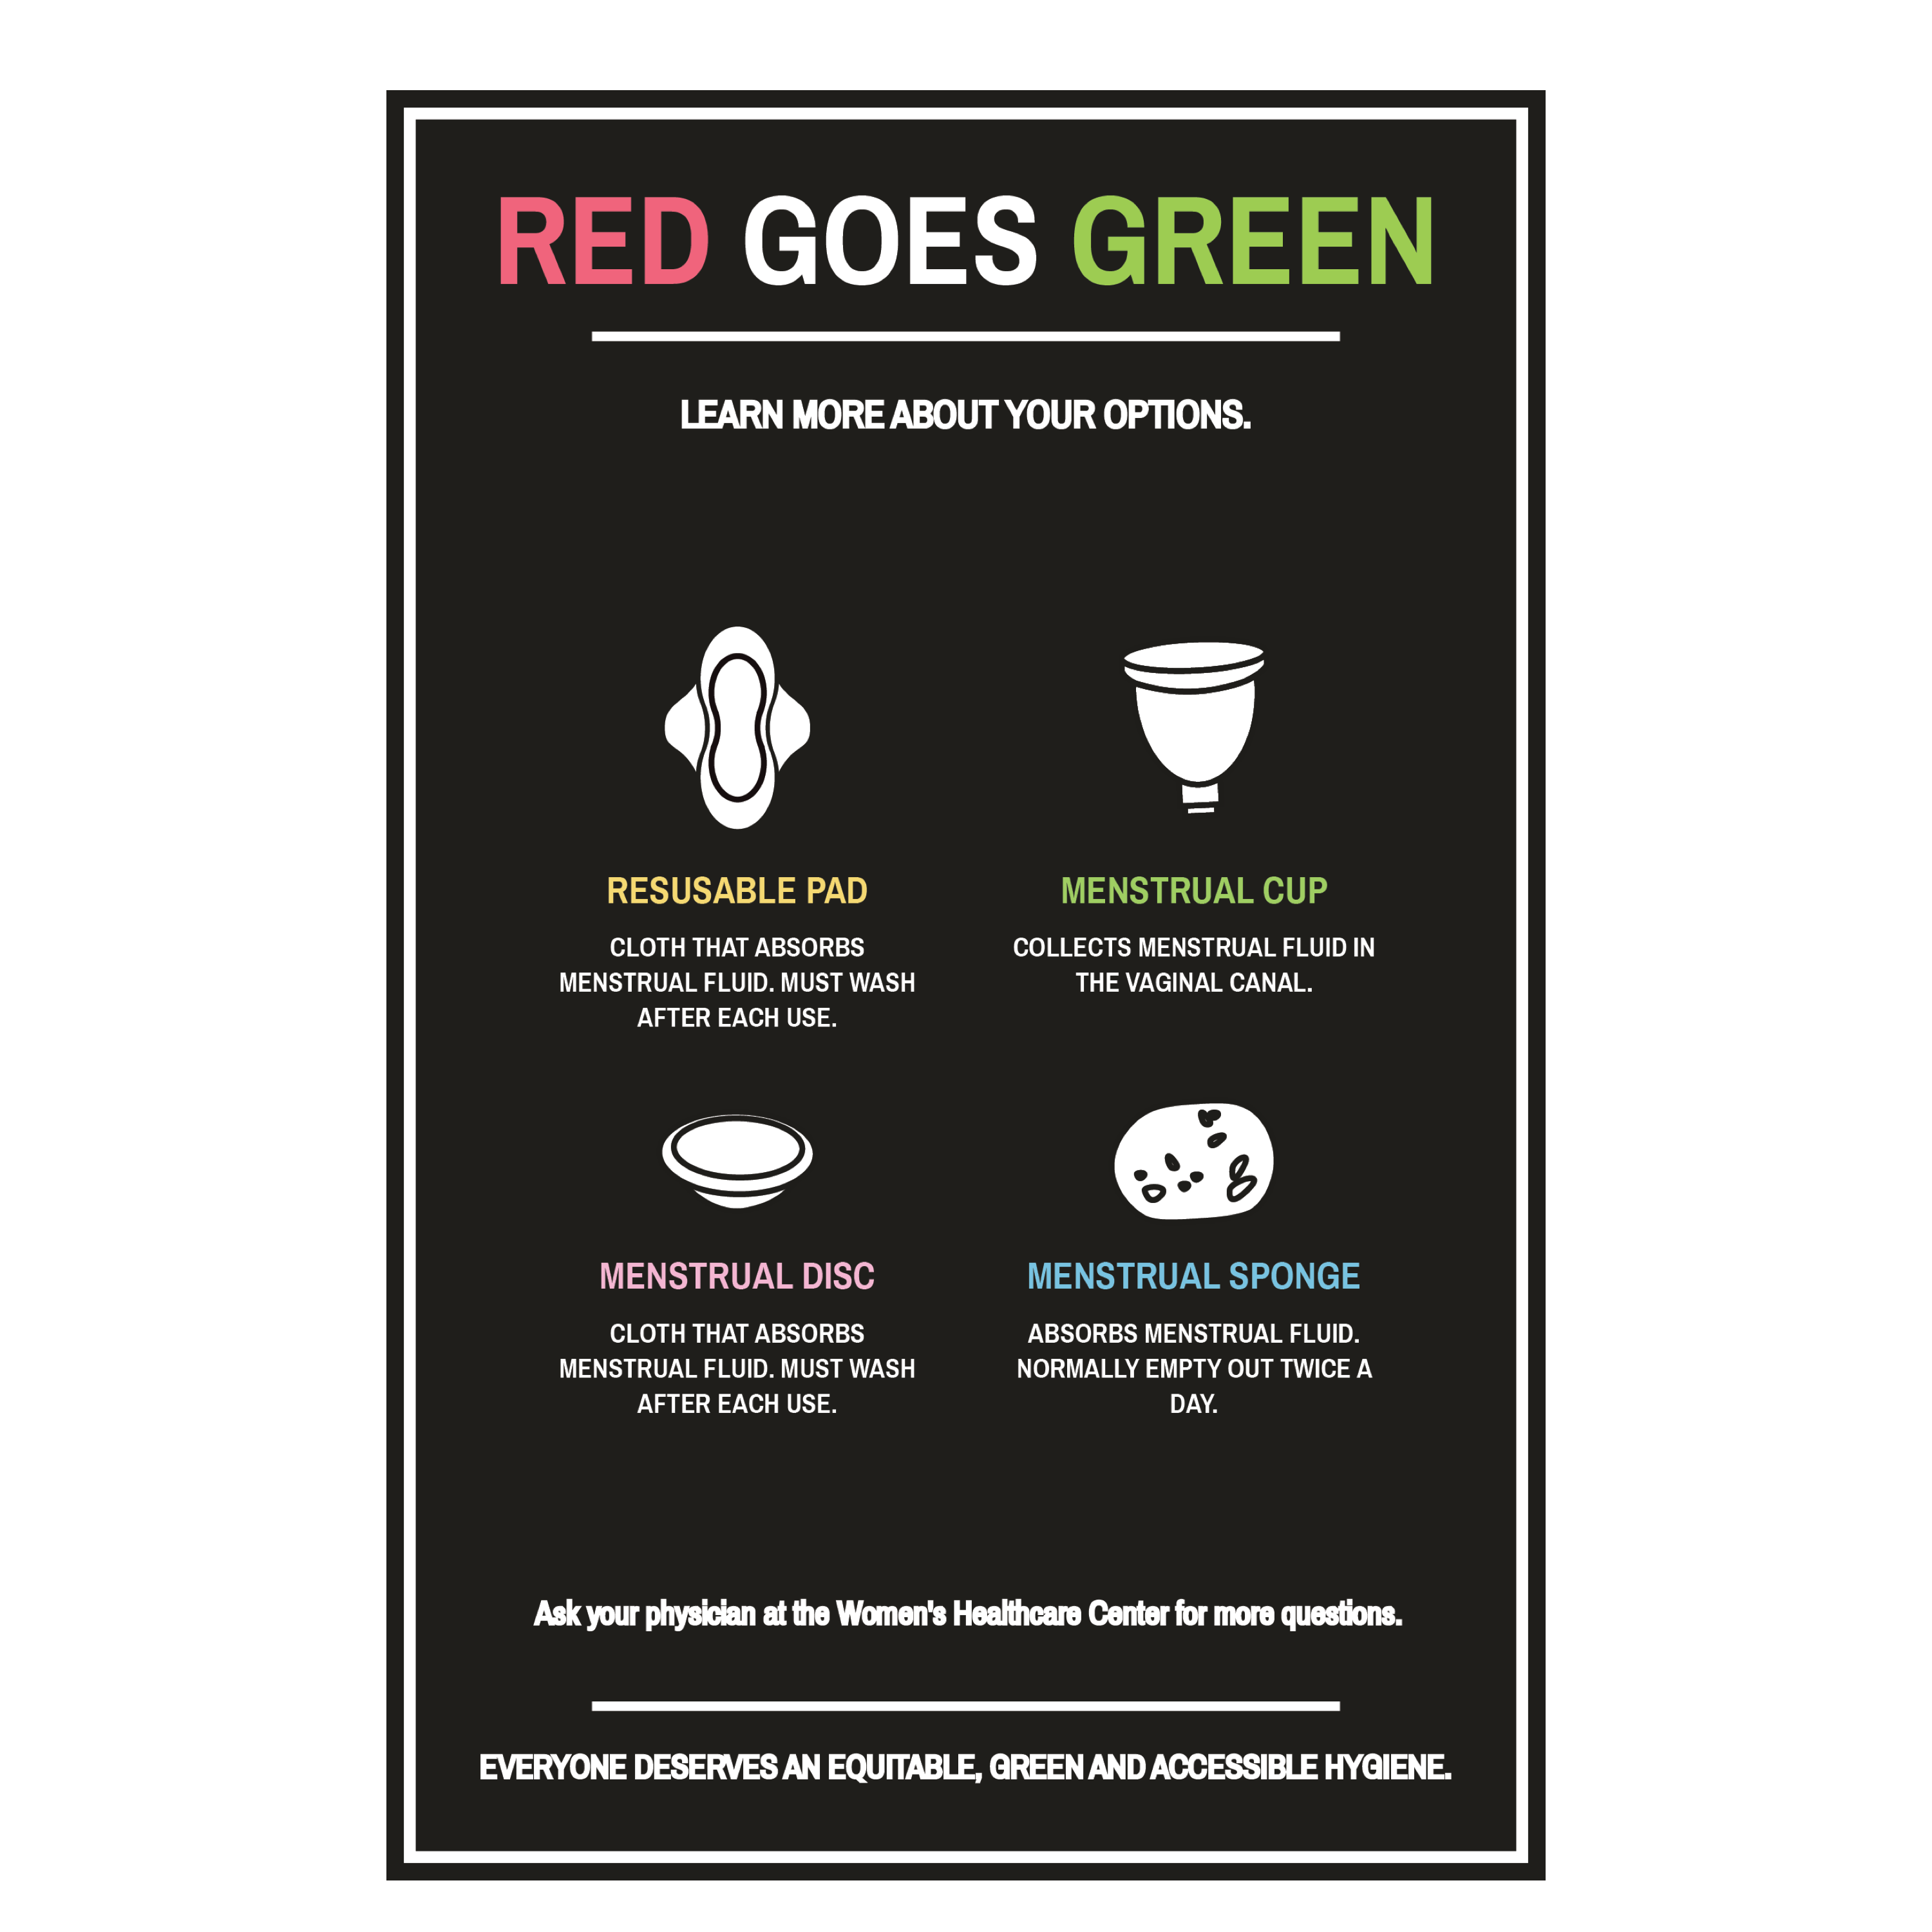 RED GOES GREEN
LEARN MORE ABOUT YOUR OPTIONS.
RESUSABLE PAD
CLOTH THAT ABSORBS
MENSTRUAL FLUID. MUST WASH
AFTER EACH USE.
MENSTRUAL CUP
COLLECTS MENSTRUAL FLUID IN
THE VAGINAL CANAL.
MENSTRUAL DISC
CLOTH THAT ABSORBS
MENSTRUAL FLUID. MUST WASH
AFTER EACH USE.
MENSTRUAL SPONGE
ABSORBS MENSTRUAL FLUID.
NORMALLY EMPTY OUT TWICE A
DAY.
Ask your physician at the Women's Healthcare Center for more questions.
EVERYONE DESERVES AN EQUITABLE, GREEN AND ACCESSIBLE HYGIENE.